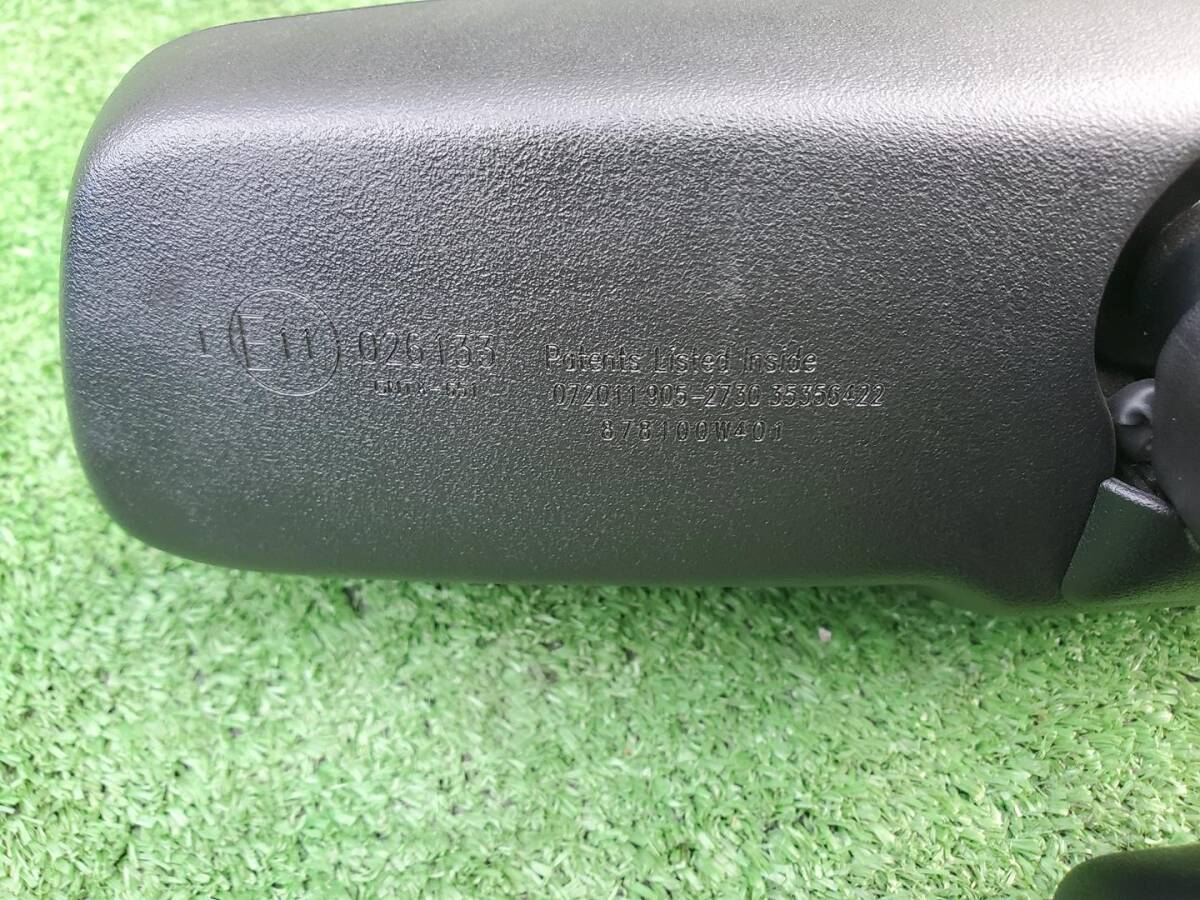 I E11 026133
Patents Listed Inside
072011 905-2730 35356422
878100W401